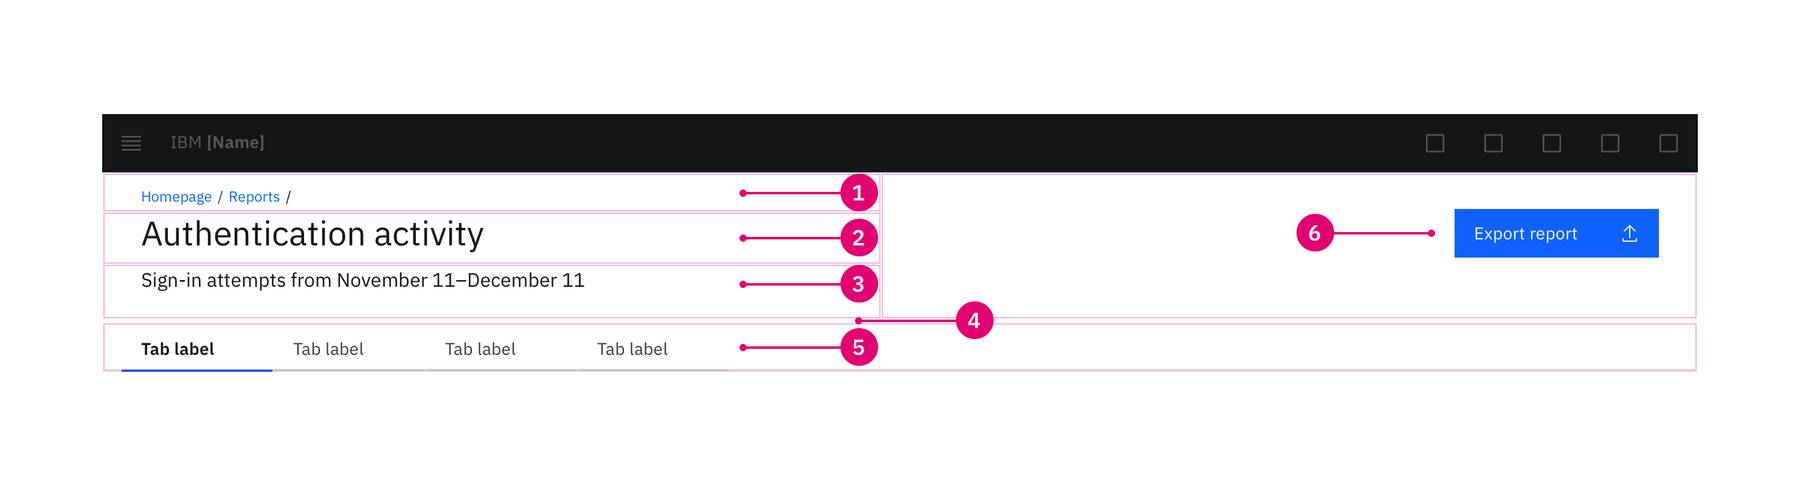 IBM [Name]
Homepage / Reports /
1
Authentication activity
2
Sign-in attempts from November 11–December 11
3
4
6
Export report
Tab label Tab label Tab label Tab label
5